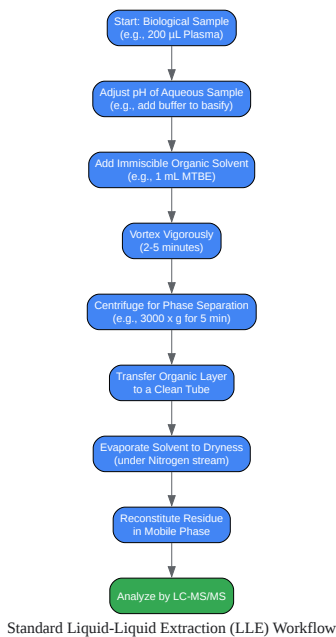 Start: Biological Sample
(e.g., 200 µL Plasma)
Adjust pH of Aqueous Sample
(e.g., add buffer to basify)
Add Immiscible Organic Solvent
(e.g., 1 mL MTBE)
Vortex Vigorously
(2-5 minutes)
Centrifuge for Phase Separation
(e.g., 3000 x g for 5 min)
Transfer Organic Layer
to a Clean Tube
Evaporate Solvent to Dryness
(under Nitrogen stream)
Reconstitute Residue
in Mobile Phase
Analyze by LC-MS/MS
Standard Liquid-Liquid Extraction (LLE) Workflow